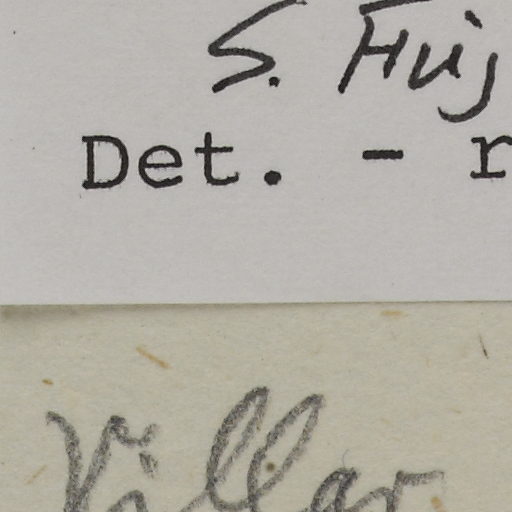 S. Fuj
Det. - r
Villar